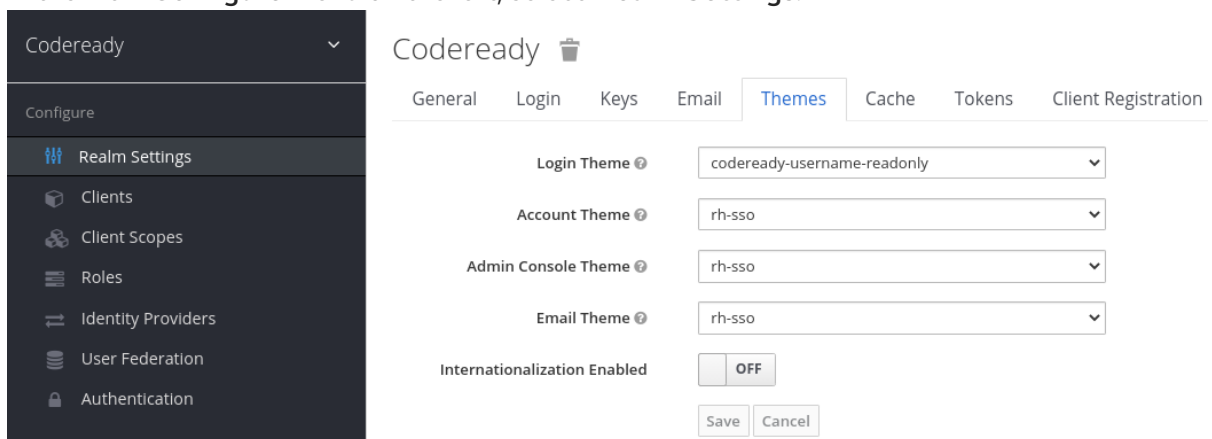 Codeready
Configure
Realm Settings
Clients
Client Scopes
Roles
Identity Providers
User Federation
Authentication
Codeready
General Login Keys Email Themes Cache Tokens Client Registration
Login Theme codeready-username-readonly
Account Theme rh-sso
Admin Console Theme rh-sso
Email Theme rh-sso
Internationalization Enabled OFF
Save Cancel